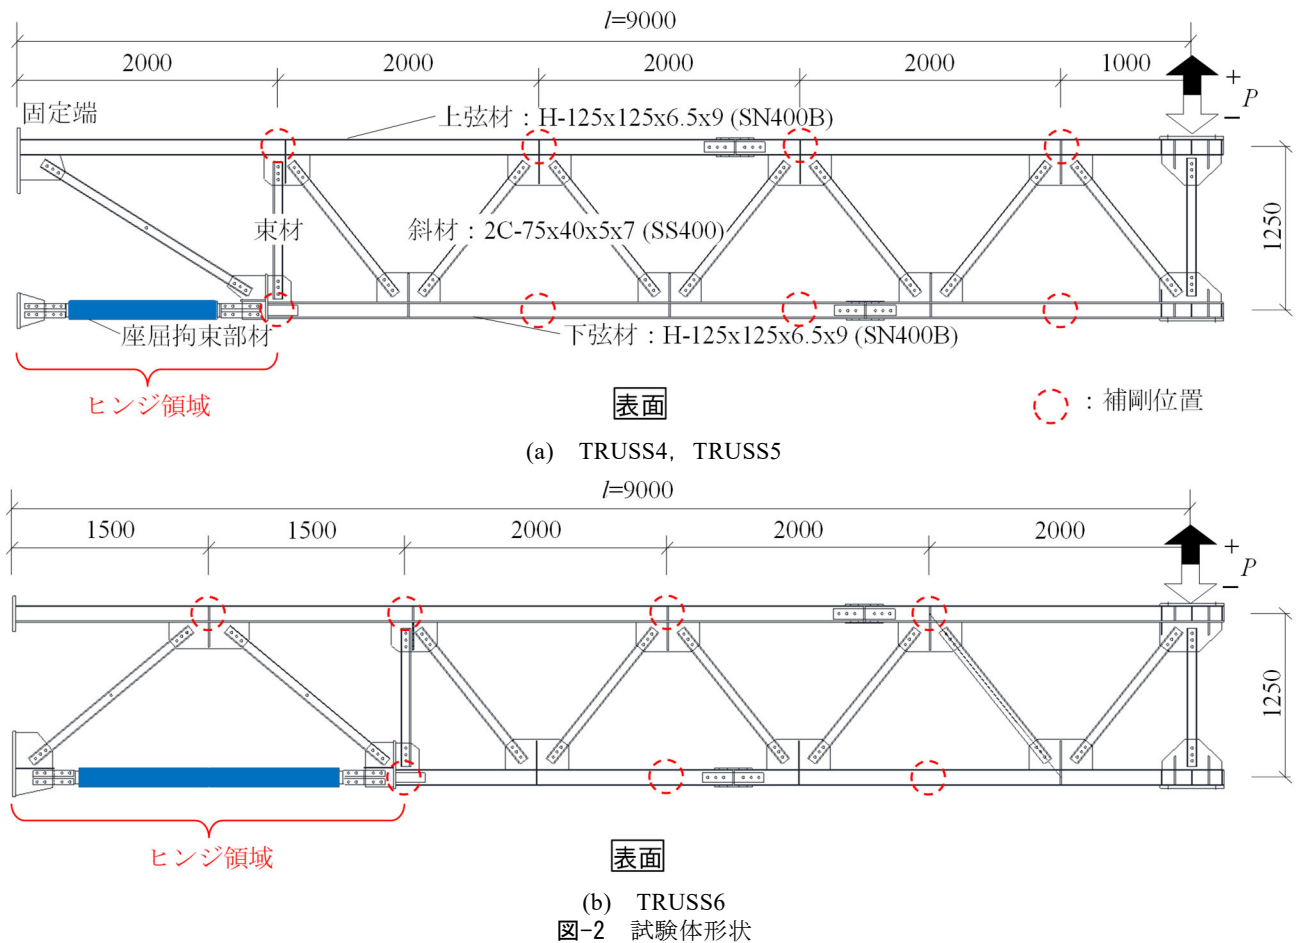 l=9000
2000 2000 2000 2000 1000
+
P
−
固定端
上弦材：H-125x125x6.5x9 (SN400B)
束材
斜材：2C-75x40x5x7 (SS400)
1250
座屈拘束部材
下弦材：H-125x125x6.5x9 (SN400B)
ヒンジ領域
表面
：補剛位置
(a) TRUSS4, TRUSS5
l=9000
1500 1500 2000 2000 2000
+
P
−
1250
ヒンジ領域
表面
(b) TRUSS6
図-2 試験体形状